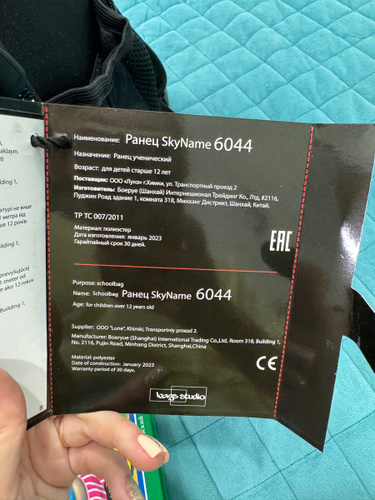 Наименование: Ранец SkyName 6044
Назначение: Ранец ученический
Возраст: для детей старше 12 лет
Поставщик: ООО «Луна» г.Химки, ул. Транспортный проезд 2
Изготовитель: Боеруе (Шанхай) Интернешионал Трейдинг Ко., Лтд, #2116,
Пуджин Роад здание 1, комната 318, Минхэнг Дистрикт, Шанхай, Китай.
ТР ТС 007/2011
Материал: полиэстер
Дата изготовления: январь 2023
Гарантийный срок 30 дней.
EAC
Purpose: schoolbag
Name: Schoolbag Ранец SkyName 6044
Age: for children over 12 years old
Supplier: OOO "Luna", Khimki, Transportniy proezd 2.
Manufacturer: Boeryue (Shanghai) International Trading Co.,Ltd, Room 318, Building 1,
No. 2116, Pujin Road, Minhang District, Shanghai,China
Material: polyester
Date of construction: January 2023
Warranty period of 30 days.
CE
bags studio